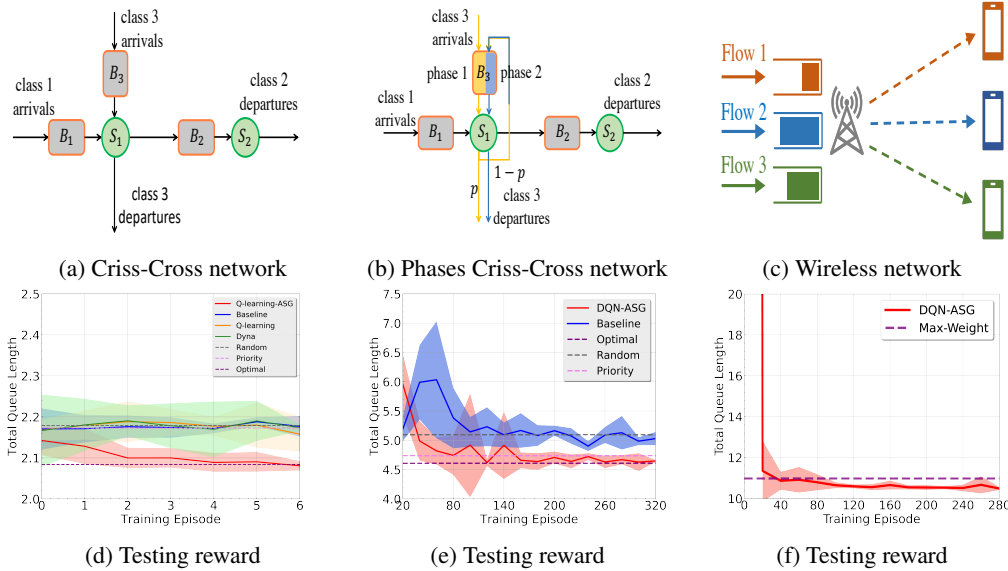 class 3
arrivals
B₃
class 1
arrivals
class 2
departures
B₁
S₁
B₂
S₂
class 3
departures
(a) Criss-Cross network
class 3
arrivals
phase 1
B₃
phase 2
class 1
arrivals
class 2
departures
B₁
S₁
B₂
S₂
p
1 − p
class 3
departures
(b) Phases Criss-Cross network
Flow 1
Flow 2
Flow 3
(c) Wireless network
2.5
2.4
2.3
2.2
2.1
2.0
Total Queue Length
Q-learning-ASG
Baseline
Q-learning
Dyna
Random
Priority
Optimal
0 1 2 3 4 5 6
Training Episode
(d) Testing reward
7.5
7.0
6.5
6.0
5.5
5.0
4.5
4.0
Total Queue Length
DQN-ASG
Baseline
Optimal
Random
Priority
20 80 140 200 260 320
Training Episode
(e) Testing reward
20
18
16
14
12
10
Total Queue Length
DQN-ASG
Max-Weight
0 40 80 120 160 200 240 280
Training Episode
(f) Testing reward